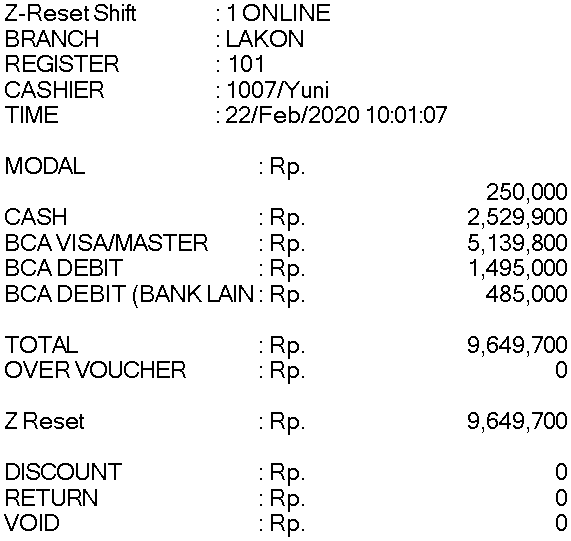 Z-Reset Shift : 1 ONLINE
BRANCH : LAKON
REGISTER : 101
CASHIER : 1007/Yuni
TIME : 22/Feb/2020 10:01:07
MODAL : Rp.
250,000
CASH : Rp. 2,529,900
BCA VISA/MASTER : Rp. 5,139,800
BCA DEBIT : Rp. 1,495,000
BCA DEBIT (BANK LAIN : Rp. 485,000
TOTAL : Rp. 9,649,700
OVER VOUCHER : Rp. 0
Z Reset : Rp. 9,649,700
DISCOUNT : Rp. 0
RETURN : Rp. 0
VOID : Rp. 0